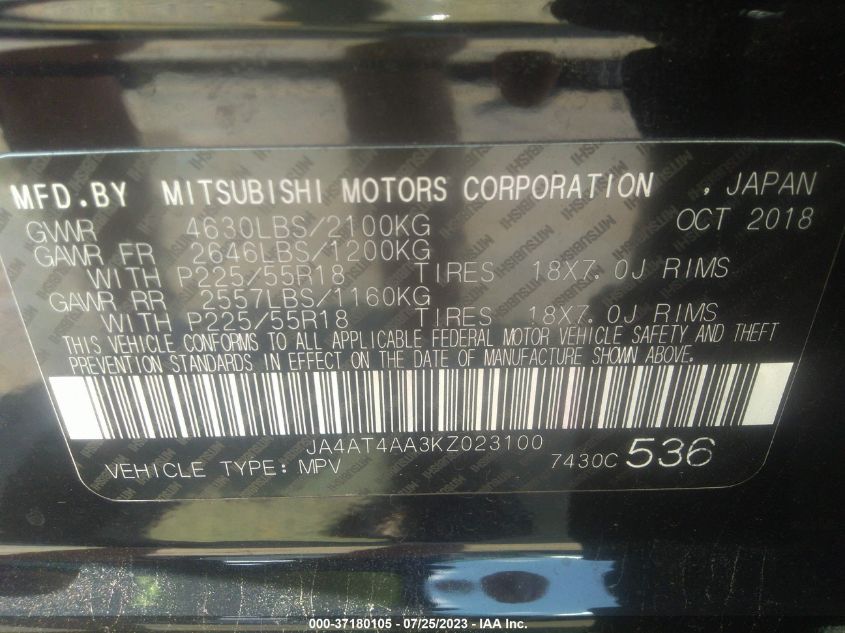 MFD.BY MITSUBISHI MOTORS CORPORATION , JAPAN
GVWR 4630LBS/2100KG OCT 2018
GAWR FR 2646LBS/1200KG
WITH P225/55R18 TIRES 18X7.0J RIMS
GAWR RR 2557LBS/1160KG
WITH P225/55R18 TIRES 18X7.0J RIMS
THIS VEHICLE CONFORMS TO ALL APPLICABLE FEDERAL MOTOR VEHICLE SAFETY AND THEFT
PREVENTION STANDARDS IN EFFECT ON THE DATE OF MANUFACTURE SHOWN ABOVE.
JA4AT4AA3KZ023100
VEHICLE TYPE: MPV 7430C 536
000-37180105 - 07/25/2023 - IAA Inc.